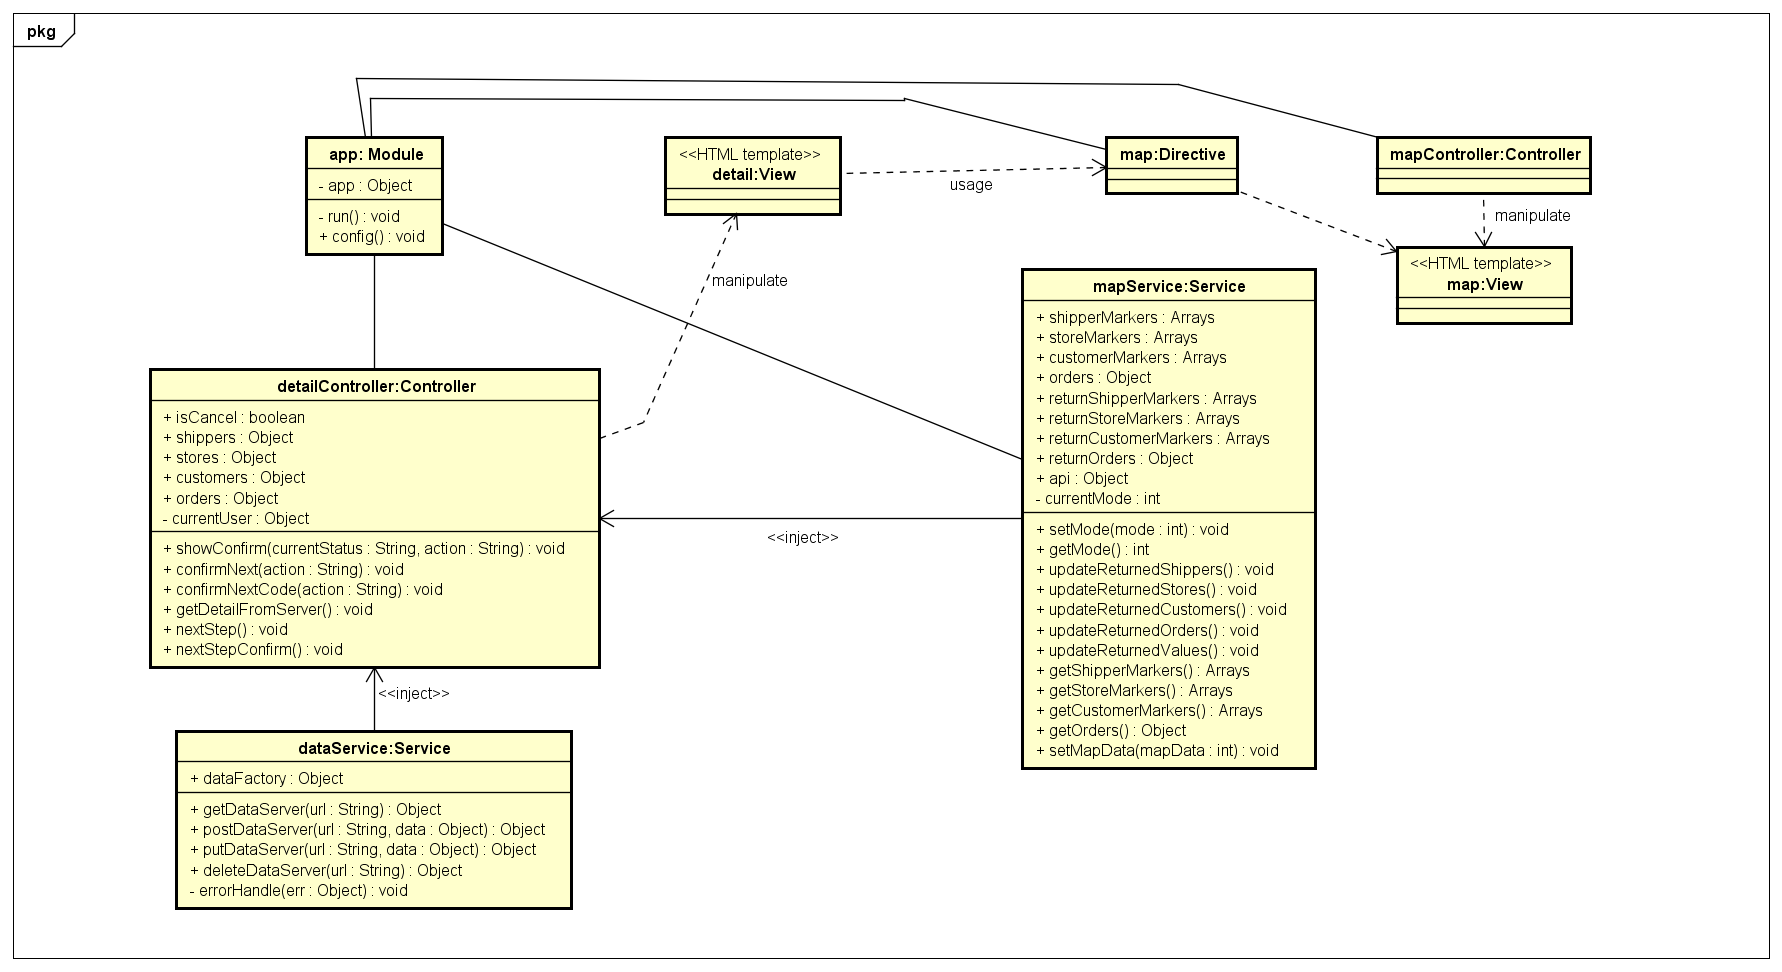 pkg
app: Module
- app : Object
- run() : void
+ config() : void
<<HTML template>>
detail:View
usage
map:Directive
mapController:Controller
manipulate
<<HTML template>>
map:View
manipulate
mapService:Service
+ shipperMarkers : Arrays
+ storeMarkers : Arrays
+ customerMarkers : Arrays
+ orders : Object
+ returnShipperMarkers : Arrays
+ returnStoreMarkers : Arrays
+ returnCustomerMarkers : Arrays
+ returnOrders : Object
+ api : Object
- currentMode : int
+ setMode(mode : int) : void
+ getMode() : int
+ updateReturnedShippers() : void
+ updateReturnedStores() : void
+ updateReturnedCustomers() : void
+ updateReturnedOrders() : void
+ updateReturnedValues() : void
+ getShipperMarkers() : Arrays
+ getStoreMarkers() : Arrays
+ getCustomerMarkers() : Arrays
+ getOrders() : Object
+ setMapData(mapData : int) : void
detailController:Controller
+ isCancel : boolean
+ shippers : Object
+ stores : Object
+ customers : Object
+ orders : Object
- currentUser : Object
+ showConfirm(currentStatus : String, action : String) : void
+ confirmNext(action : String) : void
+ confirmNextCode(action : String) : void
+ getDetailFromServer() : void
+ nextStep() : void
+ nextStepConfirm() : void
<<inject>>
<<inject>>
dataService:Service
+ dataFactory : Object
+ getDataServer(url : String) : Object
+ postDataServer(url : String, data : Object) : Object
+ putDataServer(url : String, data : Object) : Object
+ deleteDataServer(url : String) : Object
- errorHandle(err : Object) : void